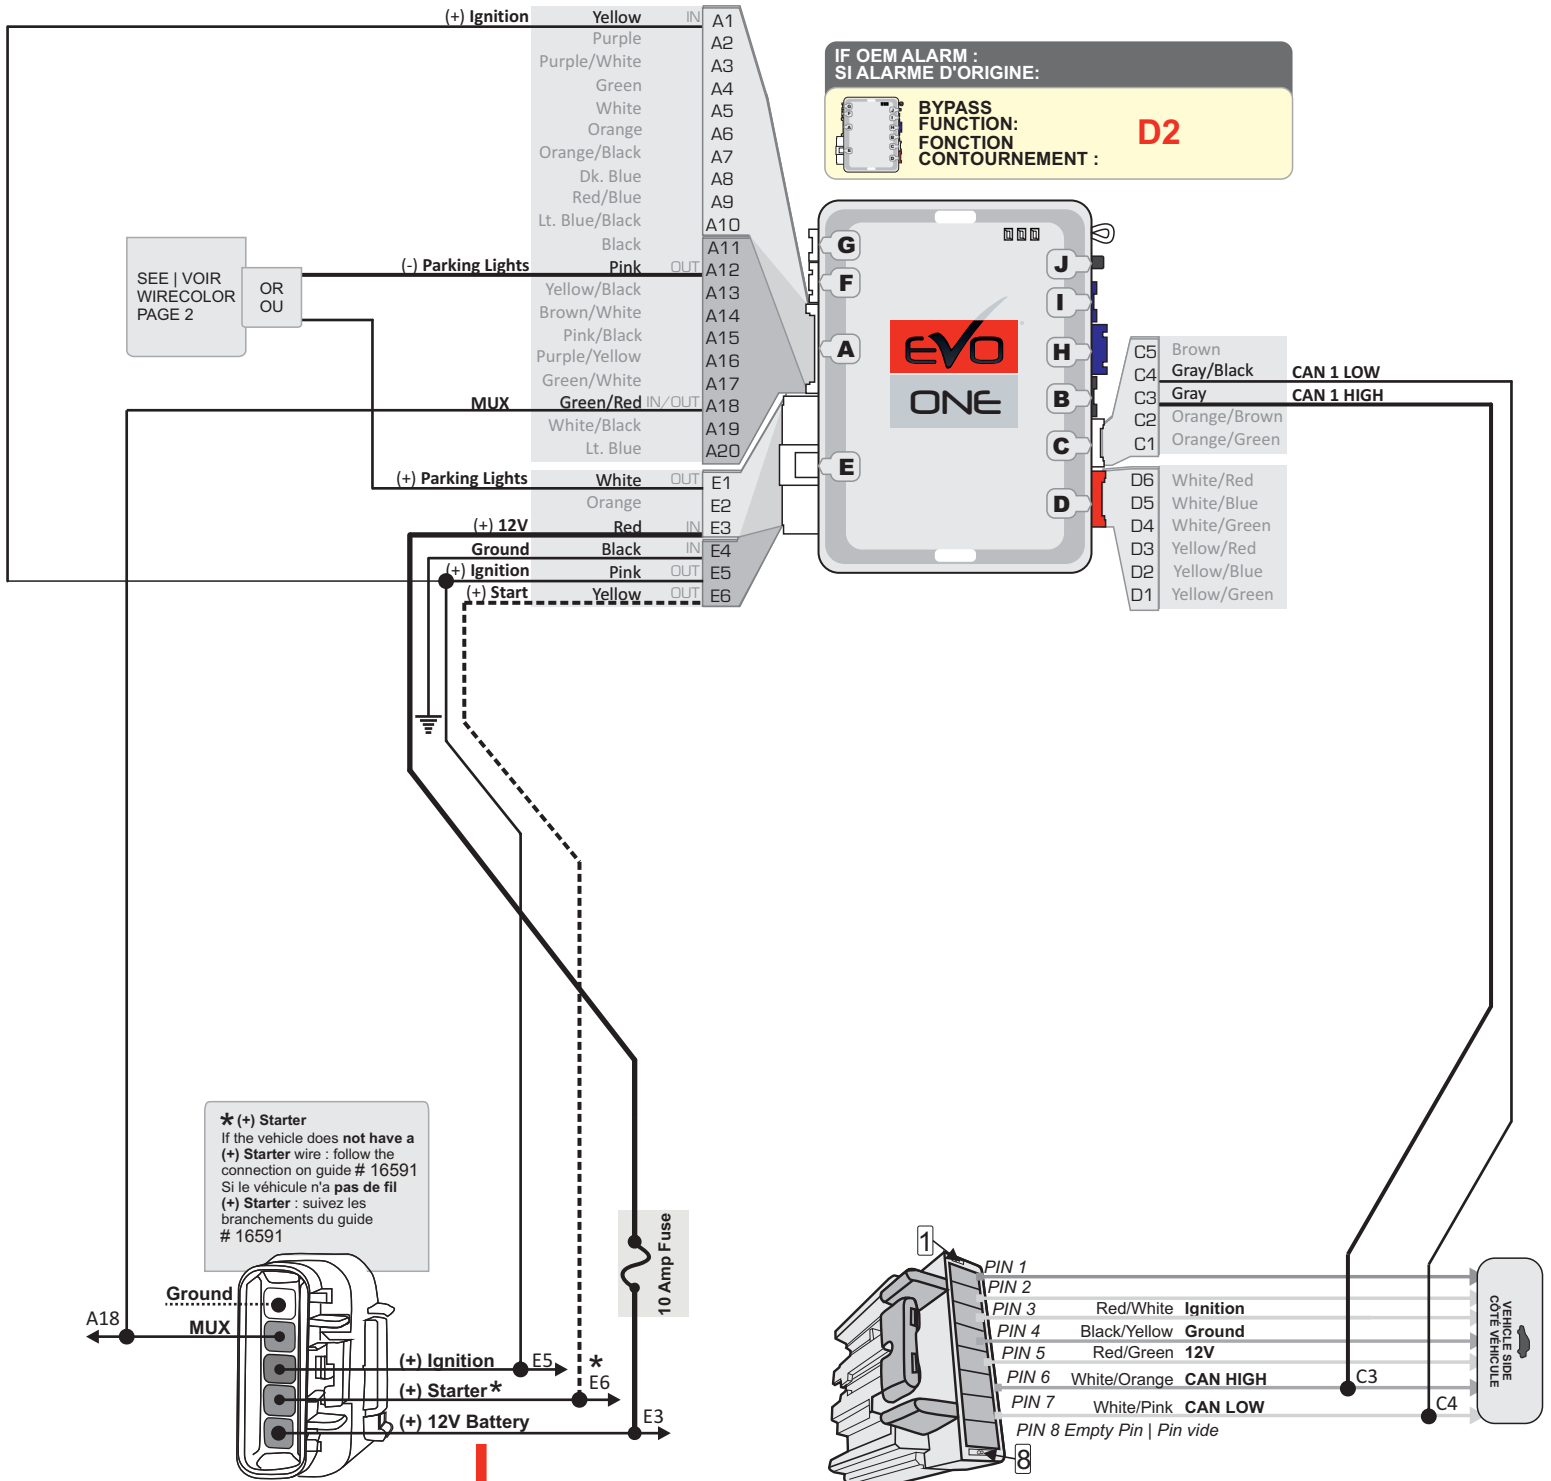 (+) Ignition Yellow IN A1
Purple A2
Purple/White A3
Green A4
White A5
Orange A6
Orange/Black A7
Dk. Blue A8
Red/Blue A9
Lt. Blue/Black A10
Black A11
(-) Parking Lights Pink OUT A12
Yellow/Black A13
Brown/White A14
Pink/Black A15
Purple/Yellow A16
Green/White A17
MUX Green/Red IN/OUT A18
White/Black A19
Lt. Blue A20
(+) Parking Lights White OUT E1
Orange E2
(+) 12V Red IN E3
Ground Black IN E4
(+) Ignition Pink OUT E5
(+) Start Yellow OUT E6
SEE | VOIR
WIRECOLOR
PAGE 2
OR
OU
IF OEM ALARM :
SI ALARME D'ORIGINE:
BYPASS
FUNCTION:
FONCTION
CONTOURNEMENT :
D2
G
F
A
E
J
I
H
B
C
D
EVO
ONE
C5 Brown
C4 Gray/Black CAN 1 LOW
C3 Gray CAN 1 HIGH
C2 Orange/Brown
C1 Orange/Green
D6 White/Red
D5 White/Blue
D4 White/Green
D3 Yellow/Red
D2 Yellow/Blue
D1 Yellow/Green
* (+) Starter
If the vehicle does not have a
(+) Starter wire : follow the
connection on guide # 16591
Si le véhicule n'a pas de fil
(+) Starter : suivez les
branchements du guide
# 16591
10 Amp Fuse
Ground
A18
MUX
(+) Ignition E5
*
(+) Starter* E6
(+) 12V Battery E3
1
PIN 1
PIN 2
PIN 3 Red/White Ignition
PIN 4 Black/Yellow Ground
PIN 5 Red/Green 12V
PIN 6 White/Orange CAN HIGH C3
PIN 7 White/Pink CAN LOW C4
PIN 8 Empty Pin | Pin vide
8
VEHICLE SIDE
CÔTÉ VÉHICULE